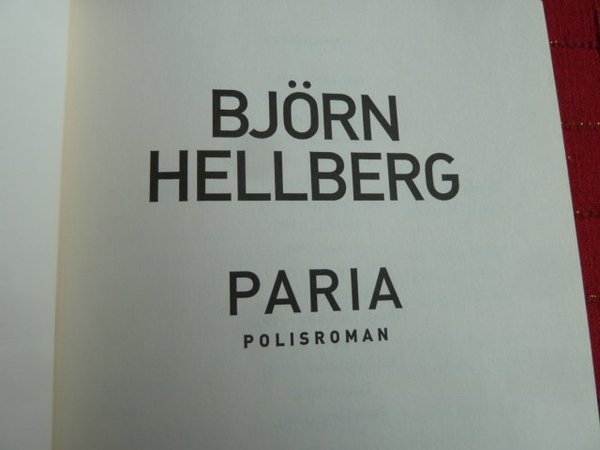 BJÖRN
HELLBERG
PARIA
POLISROMAN